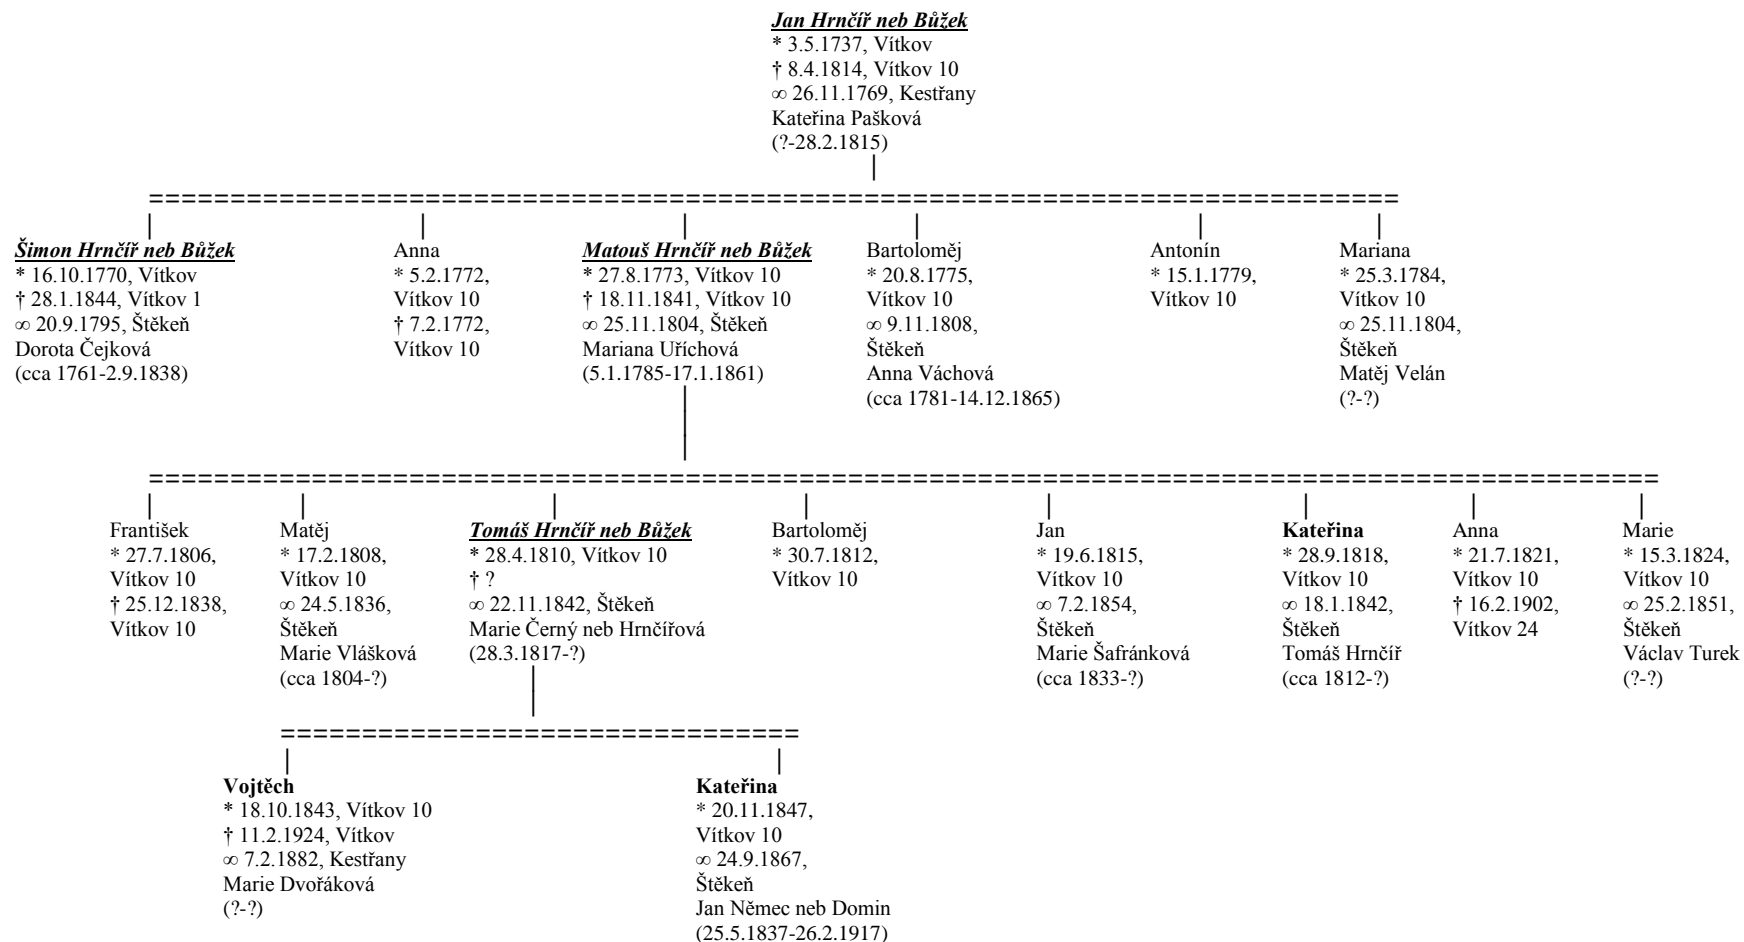 Jan Hrnčíř neb Bůžek
* 3.5.1737, Vítkov
† 8.4.1814, Vítkov 10
∞ 26.11.1769, Kestřany
Kateřina Pašková
(?-28.2.1815)
Šimon Hrnčíř neb Bůžek
* 16.10.1770, Vítkov
† 28.1.1844, Vítkov 1
∞ 20.9.1795, Štěkeň
Dorota Čejková
(cca 1761-2.9.1838)
Anna
* 5.2.1772,
Vítkov 10
† 7.2.1772,
Vítkov 10
Matouš Hrnčíř neb Bůžek
* 27.8.1773, Vítkov 10
† 18.11.1841, Vítkov 10
∞ 25.11.1804, Štěkeň
Mariana Uříchová
(5.1.1785-17.1.1861)
Bartoloměj
* 20.8.1775,
Vítkov 10
∞ 9.11.1808,
Štěkeň
Anna Váchová
(cca 1781-14.12.1865)
Antonín
* 15.1.1779,
Vítkov 10
Mariana
* 25.3.1784,
Vítkov 10
∞ 25.11.1804,
Štěkeň
Matěj Velán
(?-?)
František
* 27.7.1806,
Vítkov 10
† 25.12.1838,
Vítkov 10
Matěj
* 17.2.1808,
Vítkov 10
∞ 24.5.1836,
Štěkeň
Marie Vlášková
(cca 1804-?)
Tomáš Hrnčíř neb Bůžek
* 28.4.1810, Vítkov 10
† ?
∞ 22.11.1842, Štěkeň
Marie Černý neb Hrnčířová
(28.3.1817-?)
Bartoloměj
* 30.7.1812,
Vítkov 10
Jan
* 19.6.1815,
Vítkov 10
∞ 7.2.1854,
Štěkeň
Marie Šafránková
(cca 1833-?)
Kateřina
* 28.9.1818,
Vítkov 10
∞ 18.1.1842,
Štěkeň
Tomáš Hrnčíř
(cca 1812-?)
Anna
* 21.7.1821,
Vítkov 10
† 16.2.1902,
Vítkov 24
Marie
* 15.3.1824,
Vítkov 10
∞ 25.2.1851,
Štěkeň
Václav Turek
(?-?)
Vojtěch
* 18.10.1843, Vítkov 10
† 11.2.1924, Vítkov
∞ 7.2.1882, Kestřany
Marie Dvořáková
(?-?)
Kateřina
* 20.11.1847,
Vítkov 10
∞ 24.9.1867,
Štěkeň
Jan Němec neb Domin
(25.5.1837-26.2.1917)